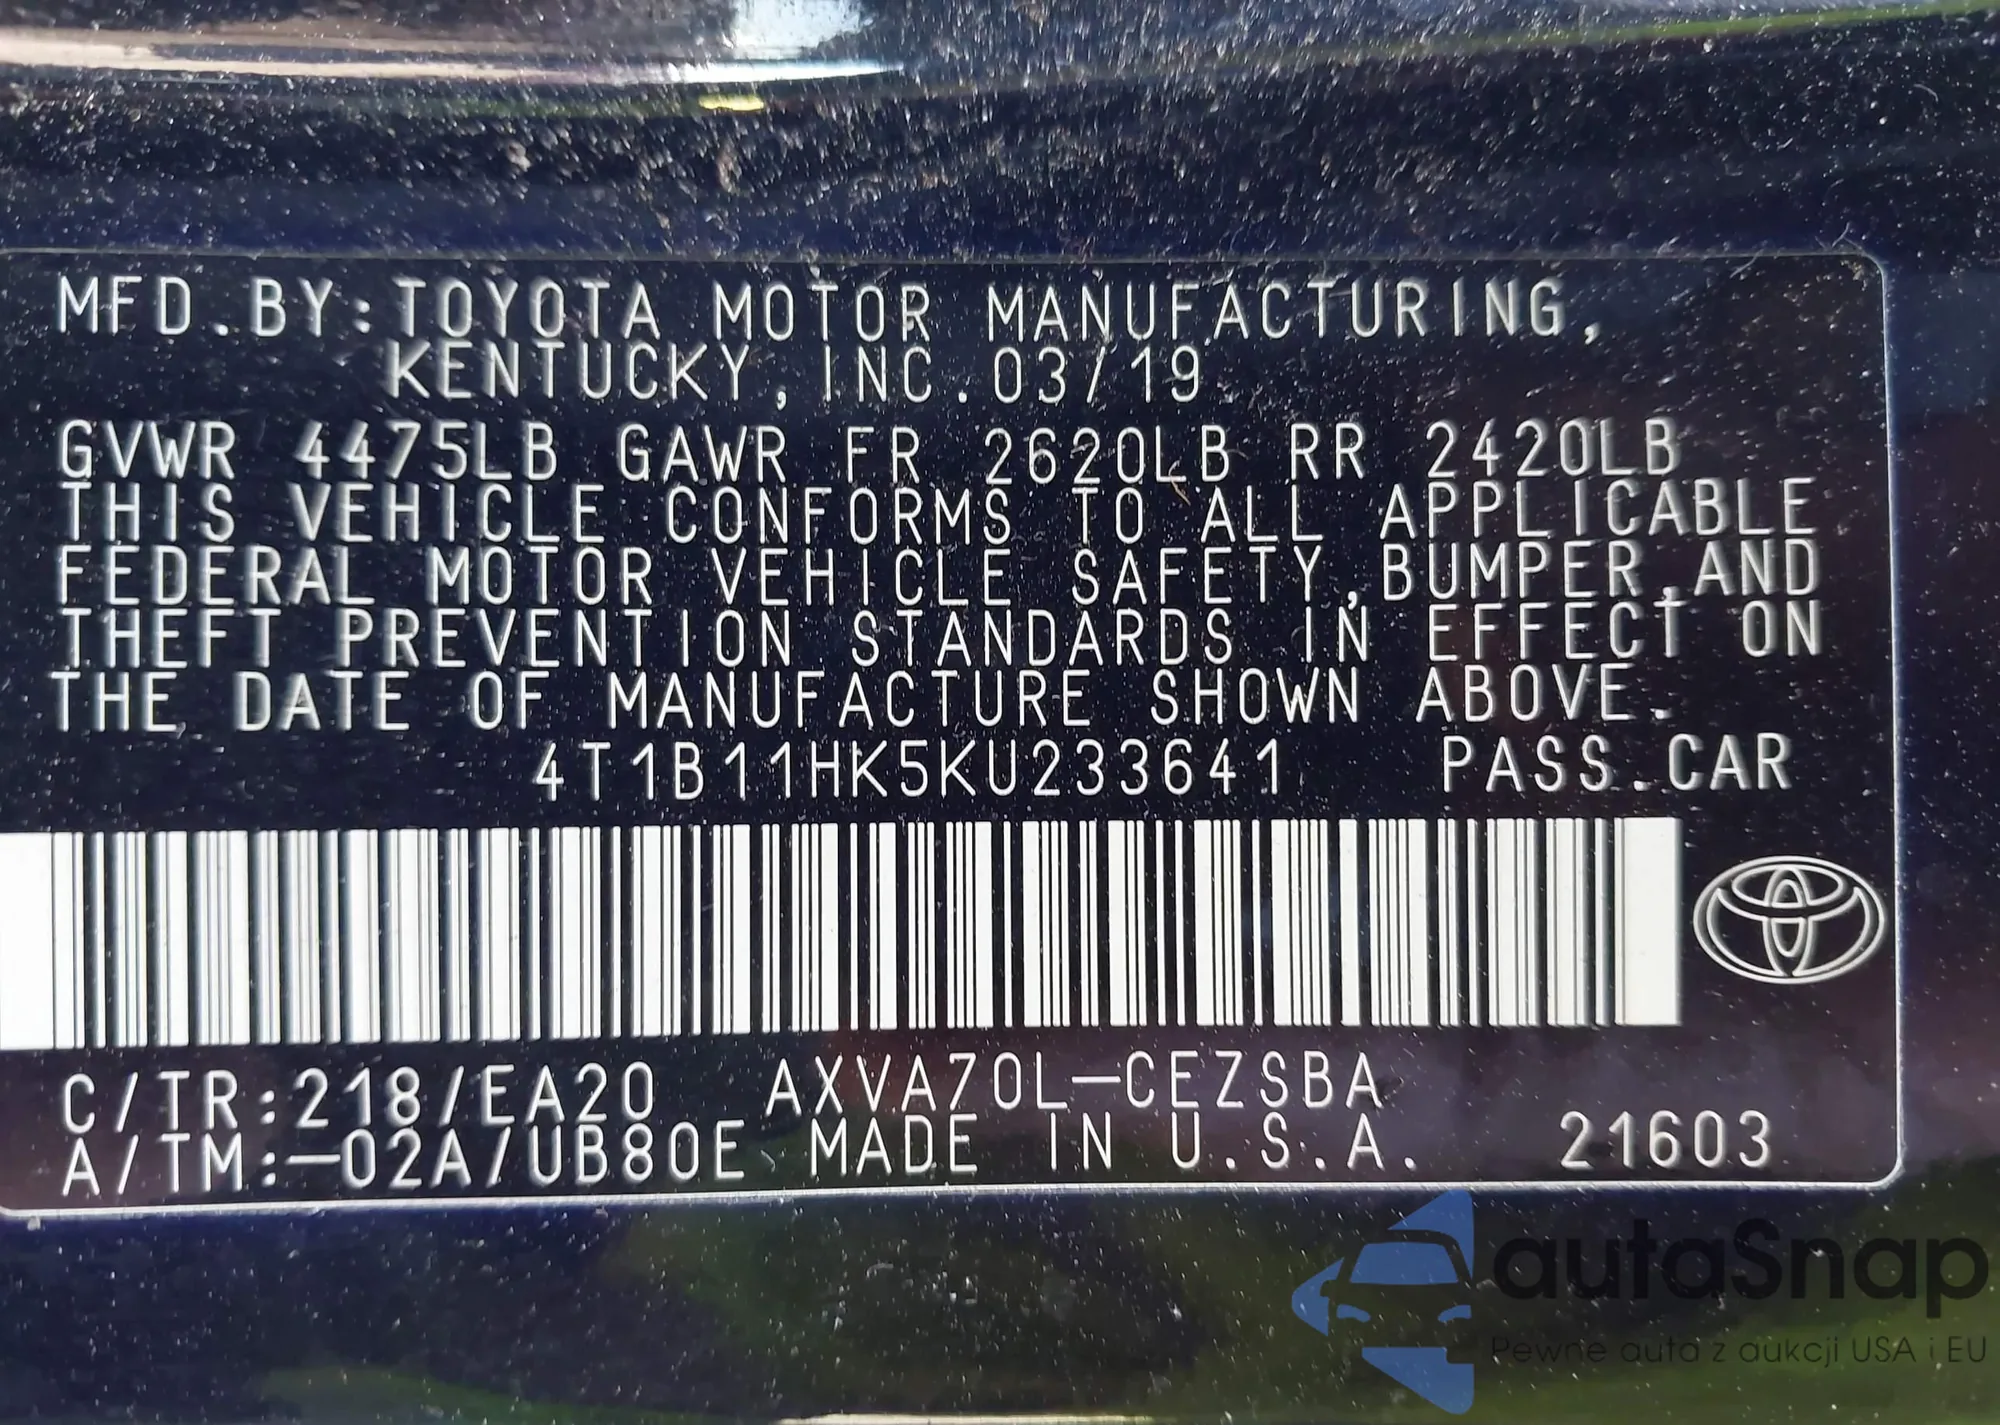 MFD.BY:TOYOTA MOTOR MANUFACTURING,
KENTUCKY,INC.03/19
GVWR 4475LB GAWR FR 2620LB RR 2420LB
THIS VEHICLE CONFORMS TO ALL APPLICABLE
FEDERAL MOTOR VEHICLE SAFETY,BUMPER,AND
THEFT PREVENTION STANDARDS IN EFFECT ON
THE DATE OF MANUFACTURE SHOWN ABOVE.
4T1B11HK5KU233641 PASS.CAR
C/TR:218/EA20 AXVA70L-CEZSBA
A/TM:-02A/UB80E MADE IN U.S.A. 21603
autaSnap
Pewne auta z aukcji USA i EU